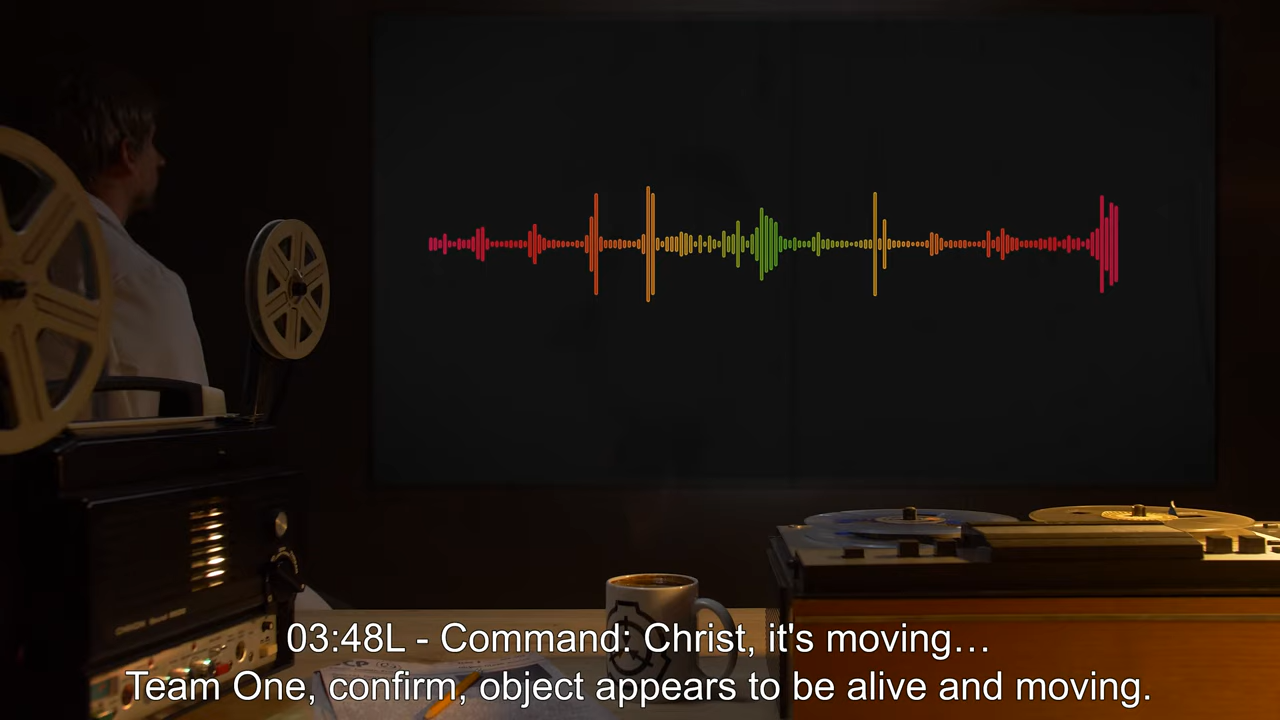 03:48L - Command: Christ, it's moving…
Team One, confirm, object appears to be alive and moving.